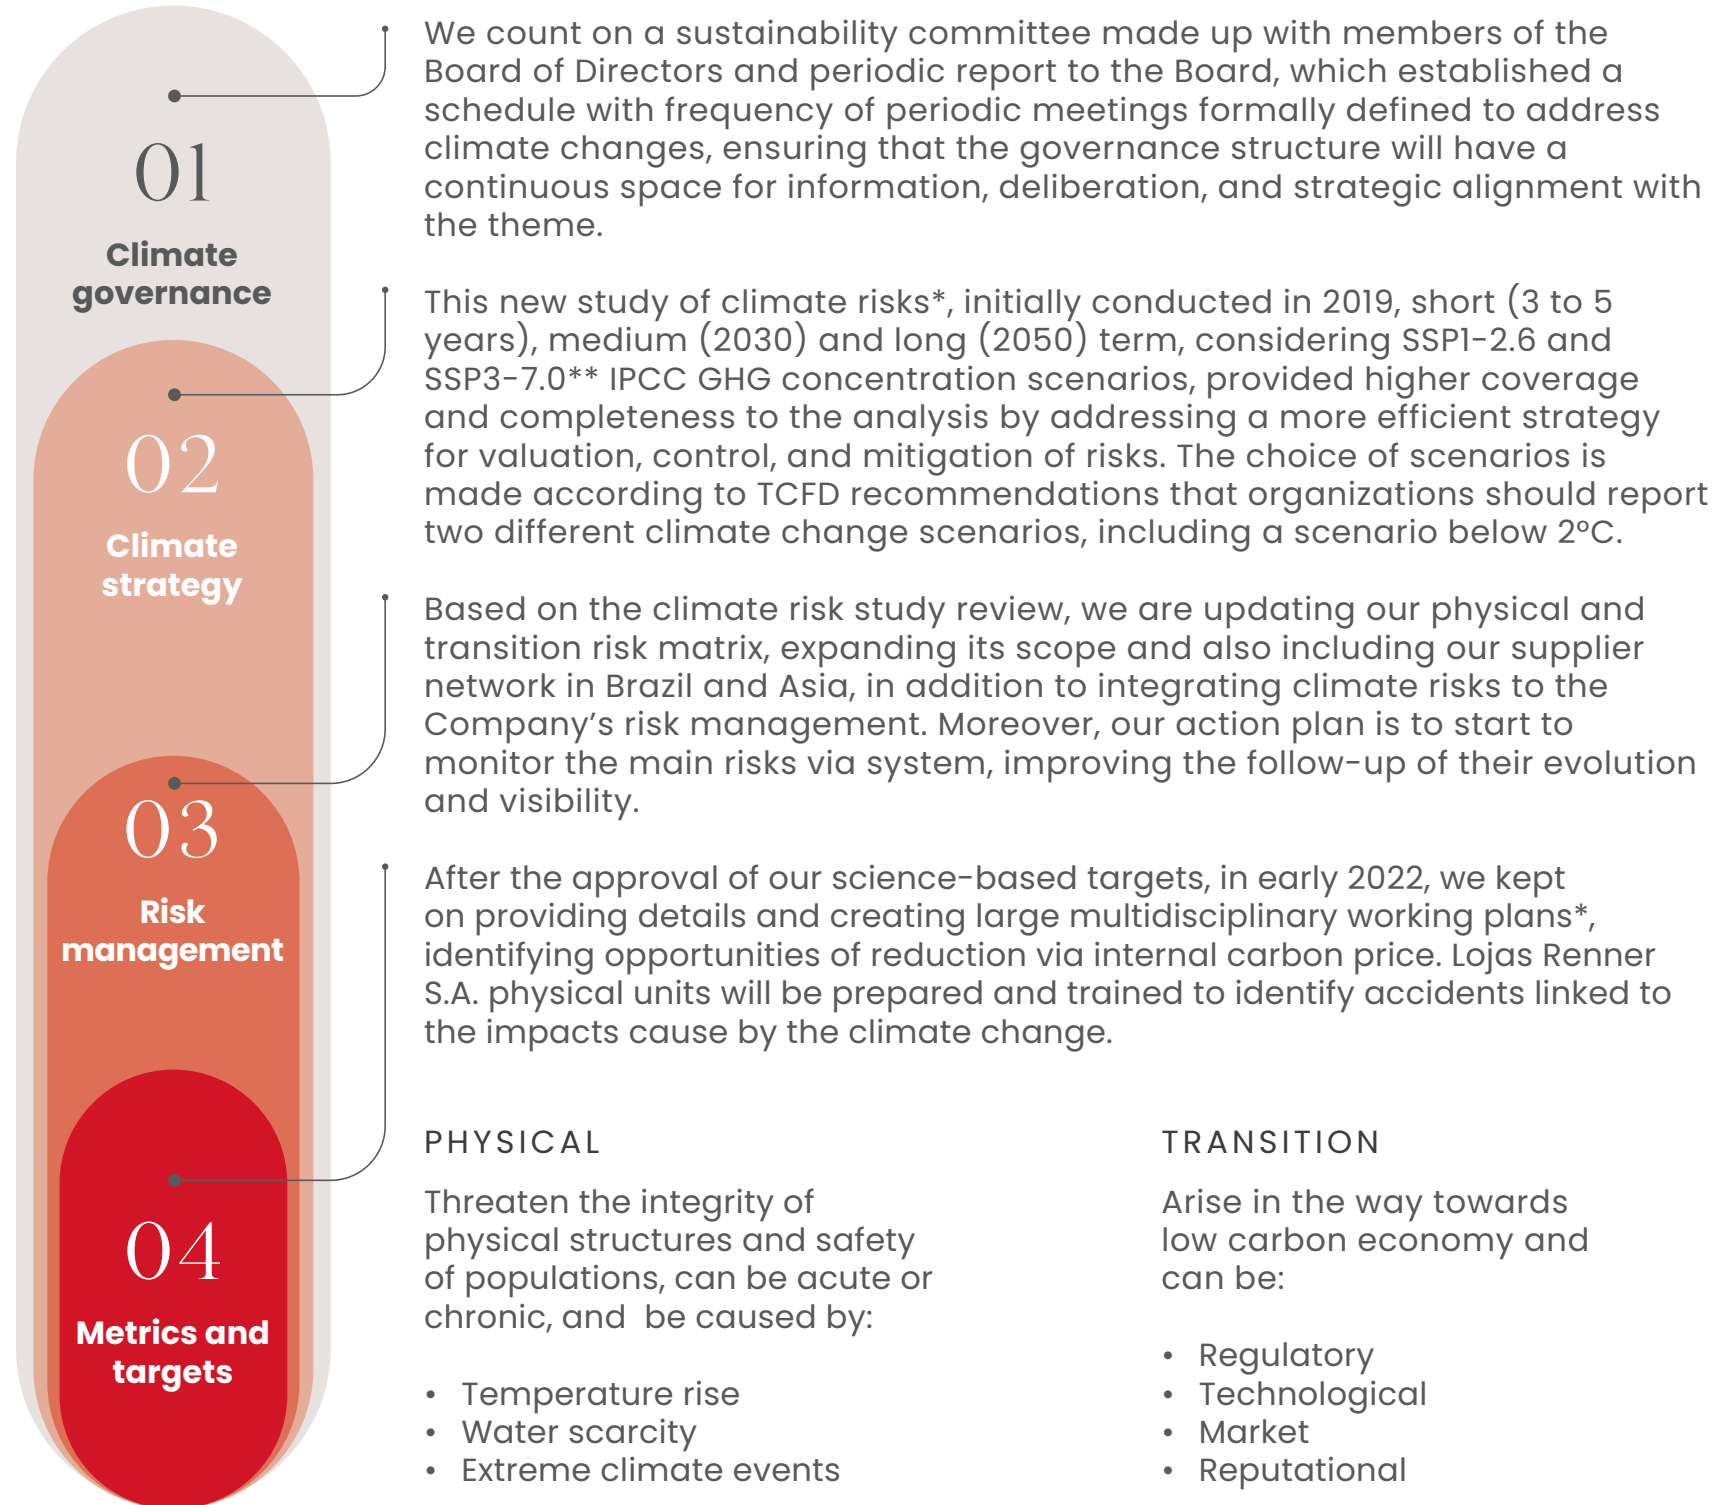 01
Climate
governance
We count on a sustainability committee made up with members of the
Board of Directors and periodic report to the Board, which established a
schedule with frequency of periodic meetings formally defined to address
climate changes, ensuring that the governance structure will have a
continuous space for information, deliberation, and strategic alignment with
the theme.
02
Climate
strategy
This new study of climate risks*, initially conducted in 2019, short (3 to 5
years), medium (2030) and long (2050) term, considering SSP1-2.6 and
SSP3-7.0** IPCC GHG concentration scenarios, provided higher coverage
and completeness to the analysis by addressing a more efficient strategy
for valuation, control, and mitigation of risks. The choice of scenarios is
made according to TCFD recommendations that organizations should report
two different climate change scenarios, including a scenario below 2ºC.
03
Risk
management
Based on the climate risk study review, we are updating our physical and
transition risk matrix, expanding its scope and also including our supplier
network in Brazil and Asia, in addition to integrating climate risks to the
Company’s risk management. Moreover, our action plan is to start to
monitor the main risks via system, improving the follow-up of their evolution
and visibility.
04
Metrics and
targets
After the approval of our science-based targets, in early 2022, we kept
on providing details and creating large multidisciplinary working plans*,
identifying opportunities of reduction via internal carbon price. Lojas Renner
S.A. physical units will be prepared and trained to identify accidents linked to
the impacts cause by the climate change.
PHYSICAL
Threaten the integrity of
physical structures and safety
of populations, can be acute or
chronic, and be caused by:
• Temperature rise
• Water scarcity
• Extreme climate events
TRANSITION
Arise in the way towards
low carbon economy and
can be:
• Regulatory
• Technological
• Market
• Reputational